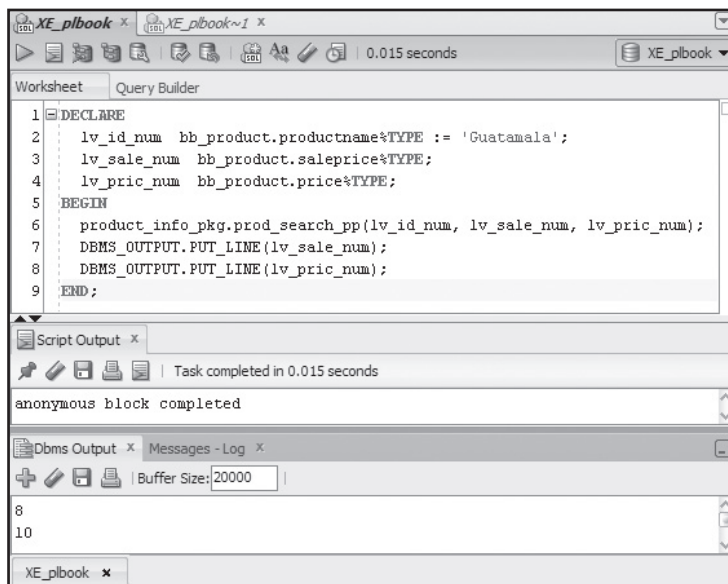 XE_plbook x XE_plbook~1 x
0.015 seconds XE_plbook
Worksheet Query Builder
1 DECLARE
2 lv_id_num bb_product.productname%TYPE := 'Guatamala';
3 lv_sale_num bb_product.saleprice%TYPE;
4 lv_pric_num bb_product.price%TYPE;
5 BEGIN
6 product_info_pkg.prod_search_pp(lv_id_num, lv_sale_num, lv_pric_num);
7 DBMS_OUTPUT.PUT_LINE(lv_sale_num);
8 DBMS_OUTPUT.PUT_LINE(lv_pric_num);
9 END;
Script Output x
Task completed in 0.015 seconds
anonymous block completed
Dbms Output x Messages - Log x
Buffer Size: 20000
8
10
XE_plbook x